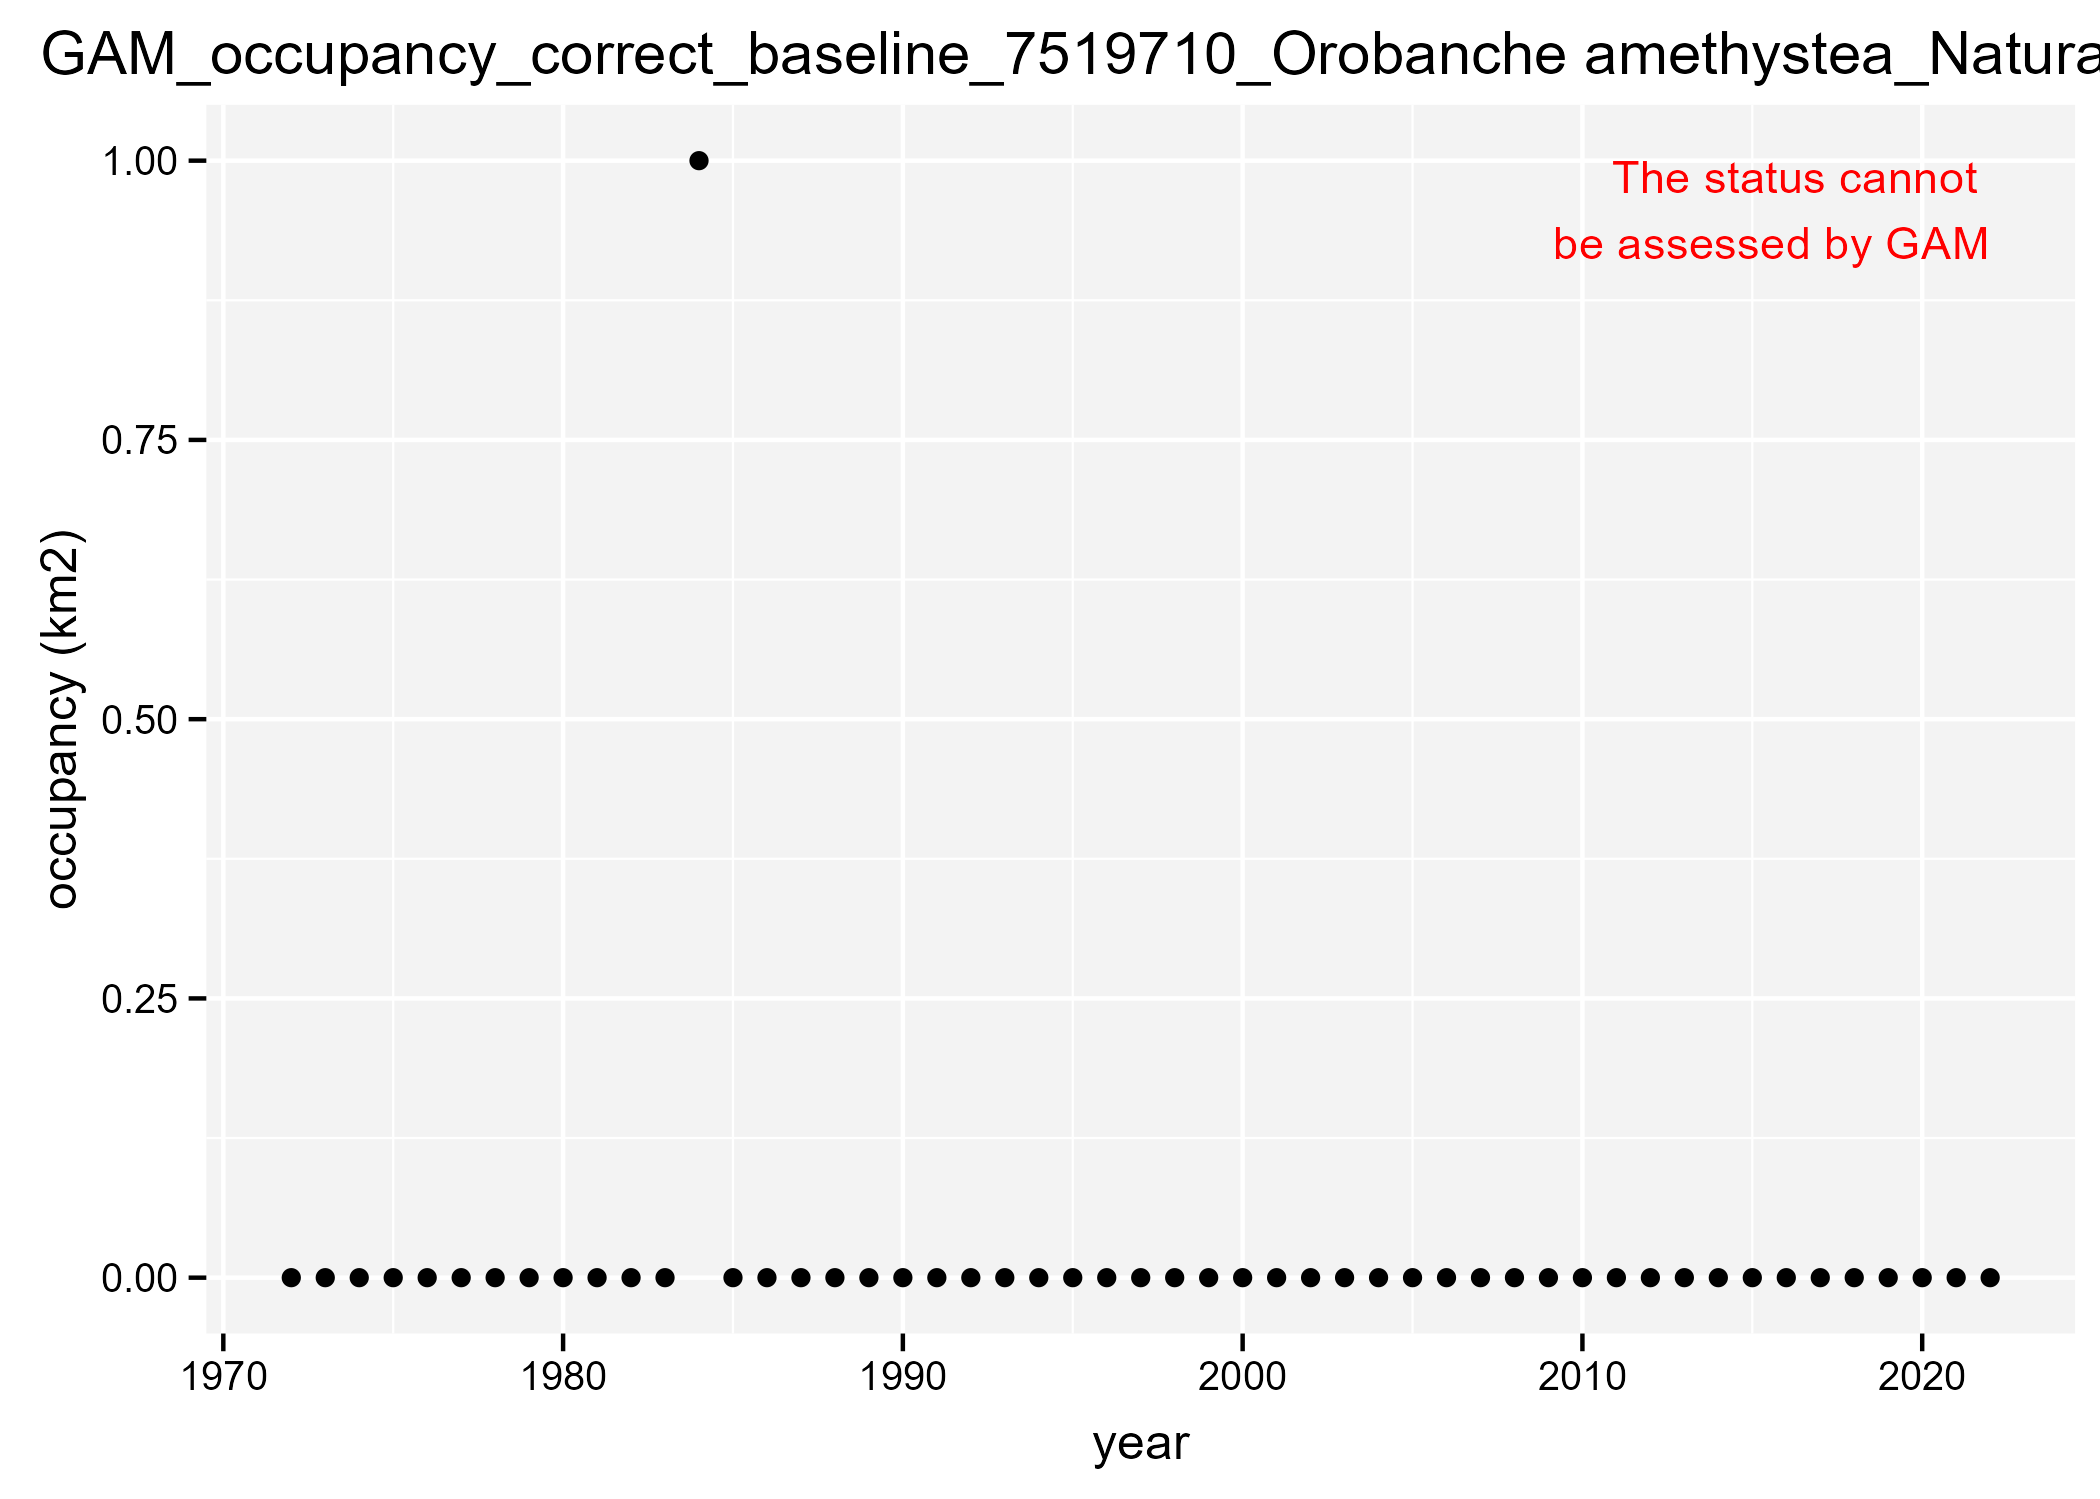 GAM_occupancy_correct_baseline_7519710_Orobanche amethystea_Natura
1.00
The status cannot
be assessed by GAM
0.75
occupancy (km2)
0.50
0.25
0.00
1970 1980 1990 2000 2010 2020
year